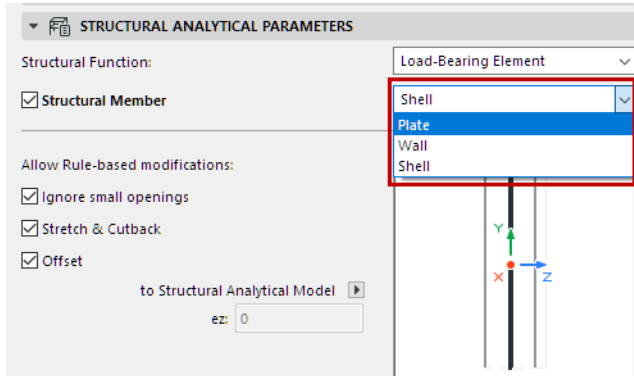 STRUCTURAL ANALYTICAL PARAMETERS
Structural Function: Load-Bearing Element
Structural Member Shell
Plate
Wall
Shell
Allow Rule-based modifications:
Ignore small openings
Stretch & Cutback
Offset
to Structural Analytical Model
ez: 0
Y
X Z